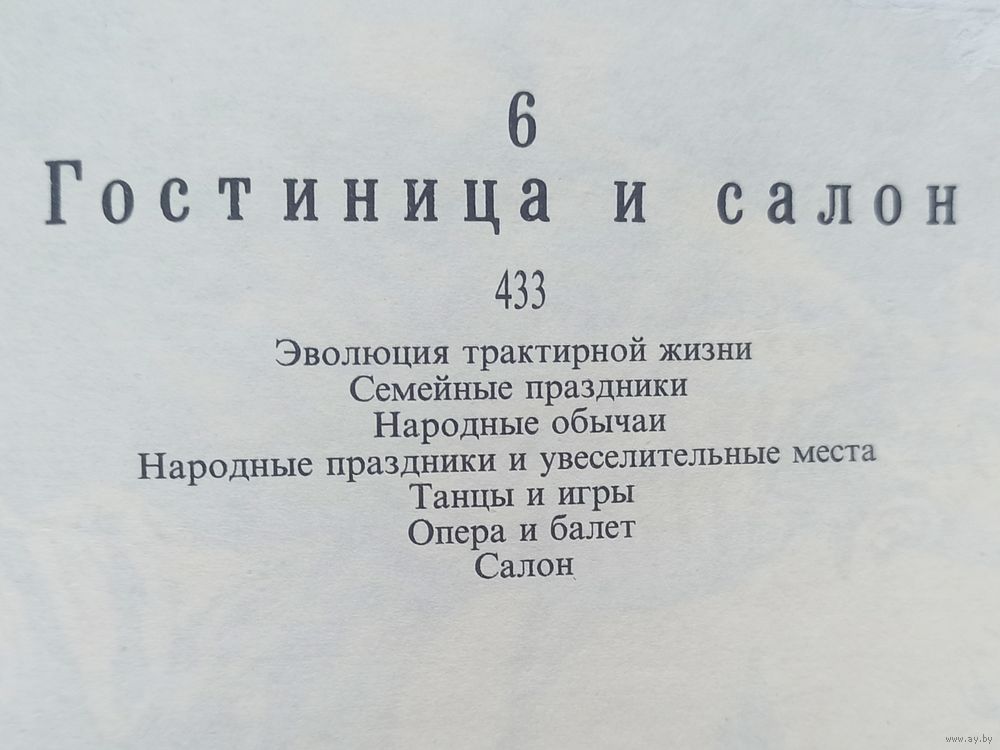 6
Гостиница и салон
433
Эволюция трактирной жизни
Семейные праздники
Народные обычаи
Народные праздники и увеселительные места
Танцы и игры
Опера и балет
Салон
www.ay.by